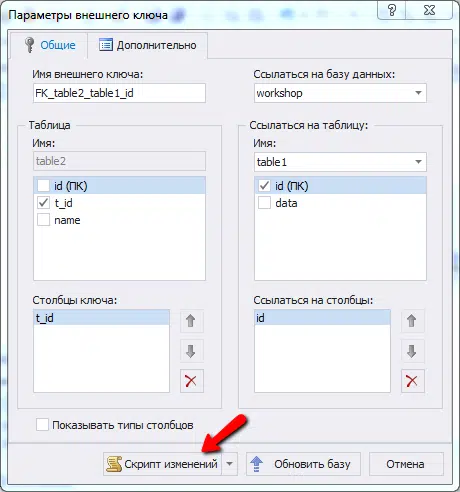 Параметры внешнего ключа
?
Общие
Дополнительно
Имя внешнего ключа:
Ссылаться на базу данных:
FK_table2_table1_id
workshop
Таблица
Имя:
table2
id (ПК)
t_id
name
Столбцы ключа:
t_id
Ссылаться на таблицу:
Имя:
table1
id (ПК)
data
Ссылаться на столбцы:
id
Показывать типы столбцов
Скрипт изменений
Обновить базу
Отмена